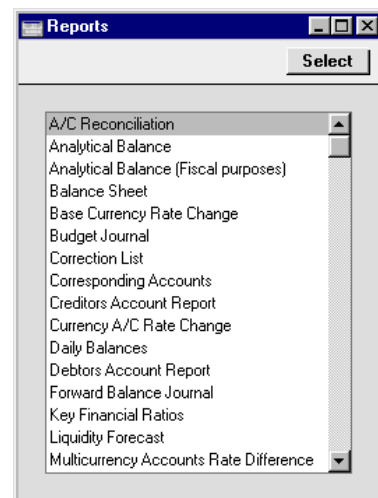 Reports
Select
A/C Reconciliation
Analytical Balance
Analytical Balance (Fiscal purposes)
Balance Sheet
Base Currency Rate Change
Budget Journal
Correction List
Corresponding Accounts
Creditors Account Report
Currency A/C Rate Change
Daily Balances
Debtors Account Report
Forward Balance Journal
Key Financial Ratios
Liquidity Forecast
Multicurrency Accounts Rate Difference